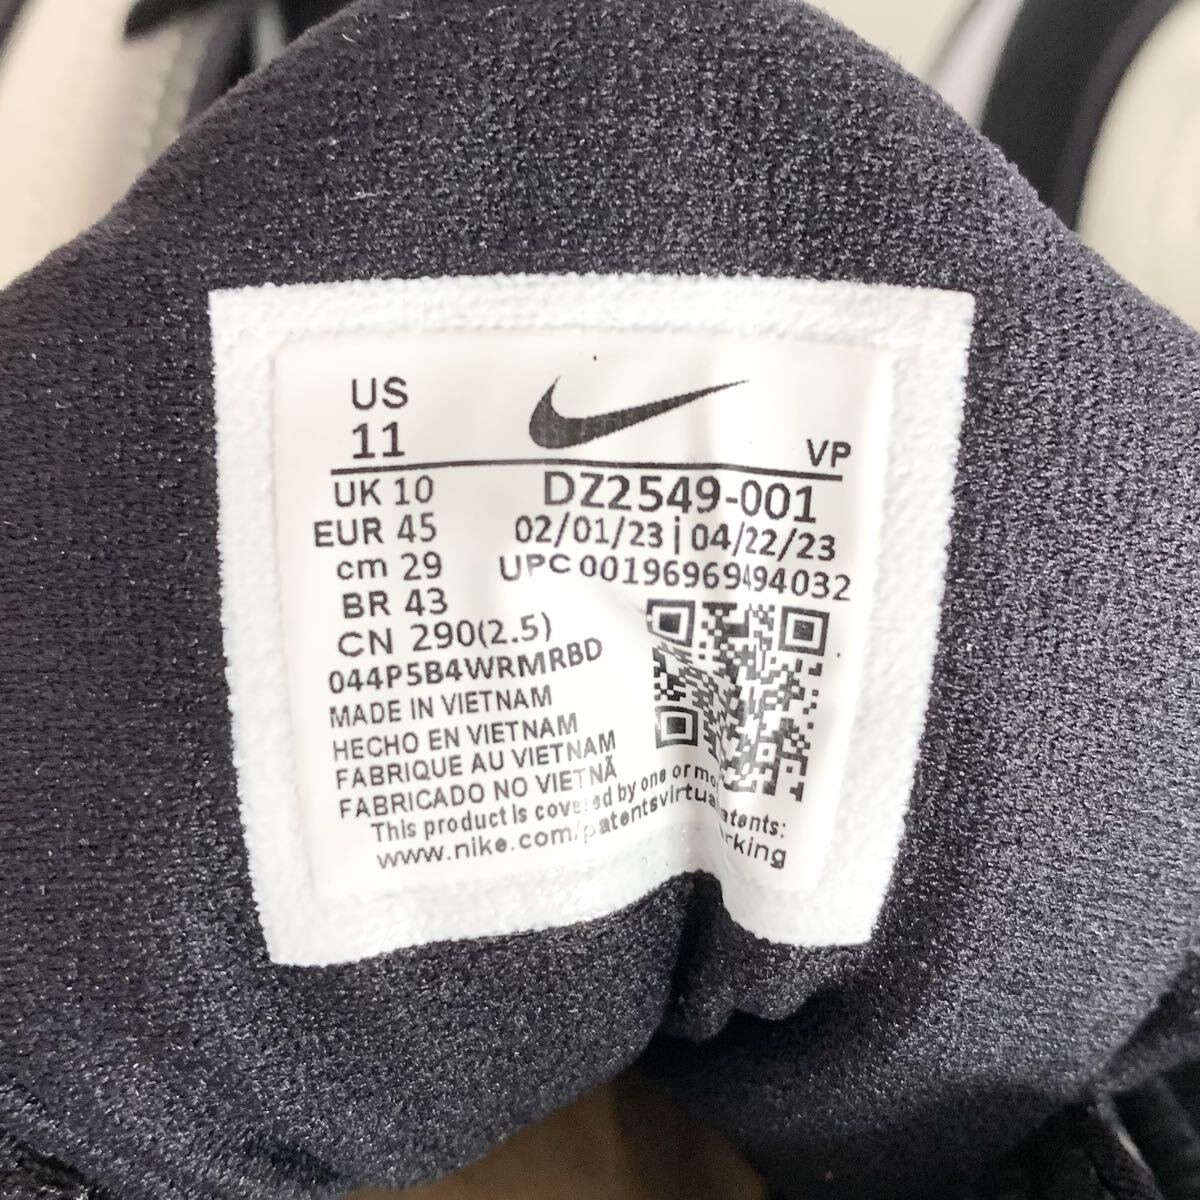 US
11
VP
UK 10
EUR 45
cm 29
BR 43
CN 290(2.5)
DZ2549-001
02/01/23 | 04/22/23
UPC 00196969494032
044P5B4WRMRBD
MADE IN VIETNAM
HECHO EN VIETNAM
FABRIQUE AU VIETNAM
FABRICADO NO VIETNÃ
This product is covered by one or more
www.nike.com/patents